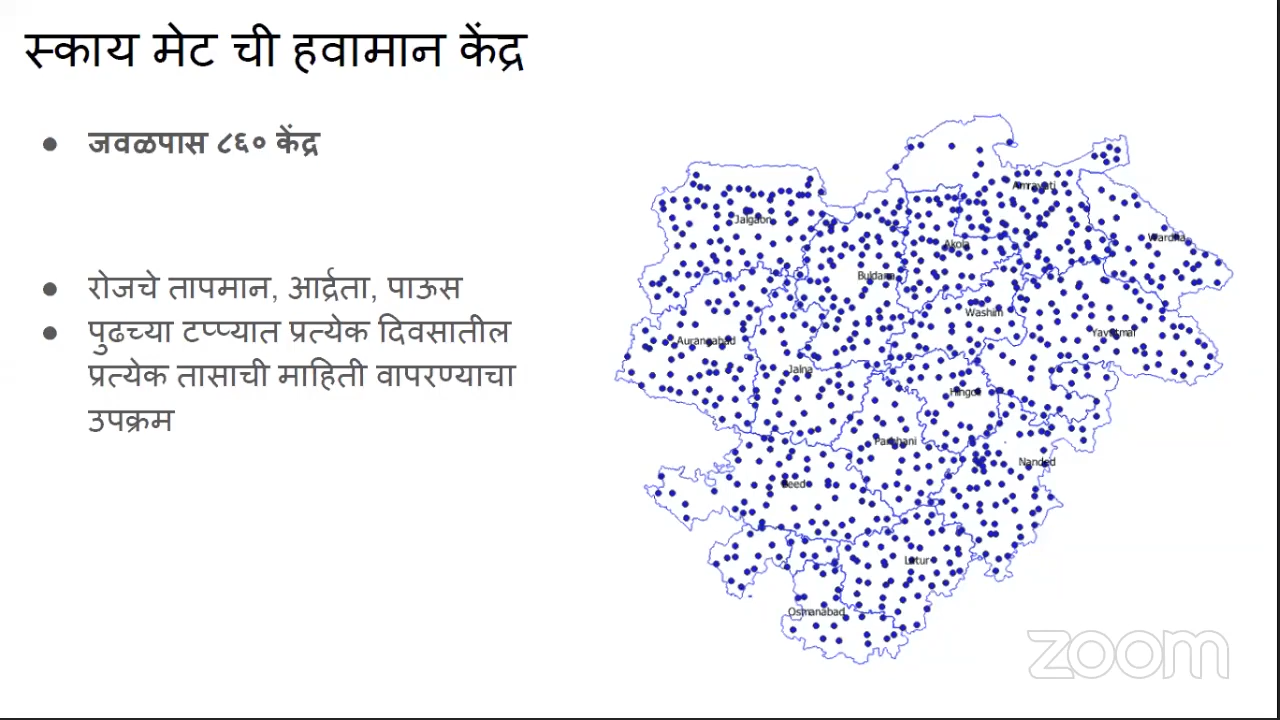 स्काय मेट ची हवामान केंद्र
● जवळपास ८६० केंद्र
● रोजचे तापमान, आर्द्रता, पाऊस
● पुढच्या टप्प्यात प्रत्येक दिवसातील
प्रत्येक तासाची माहिती वापरण्याचा
उपक्रम
Amravati
Jalgaon
Wardha
Akola
Buldana
Washim
Yavatmal
Aurangabad
Jalna
Hingoli
Parbhani
Nanded
Beed
Latur
Osmanabad
zoom